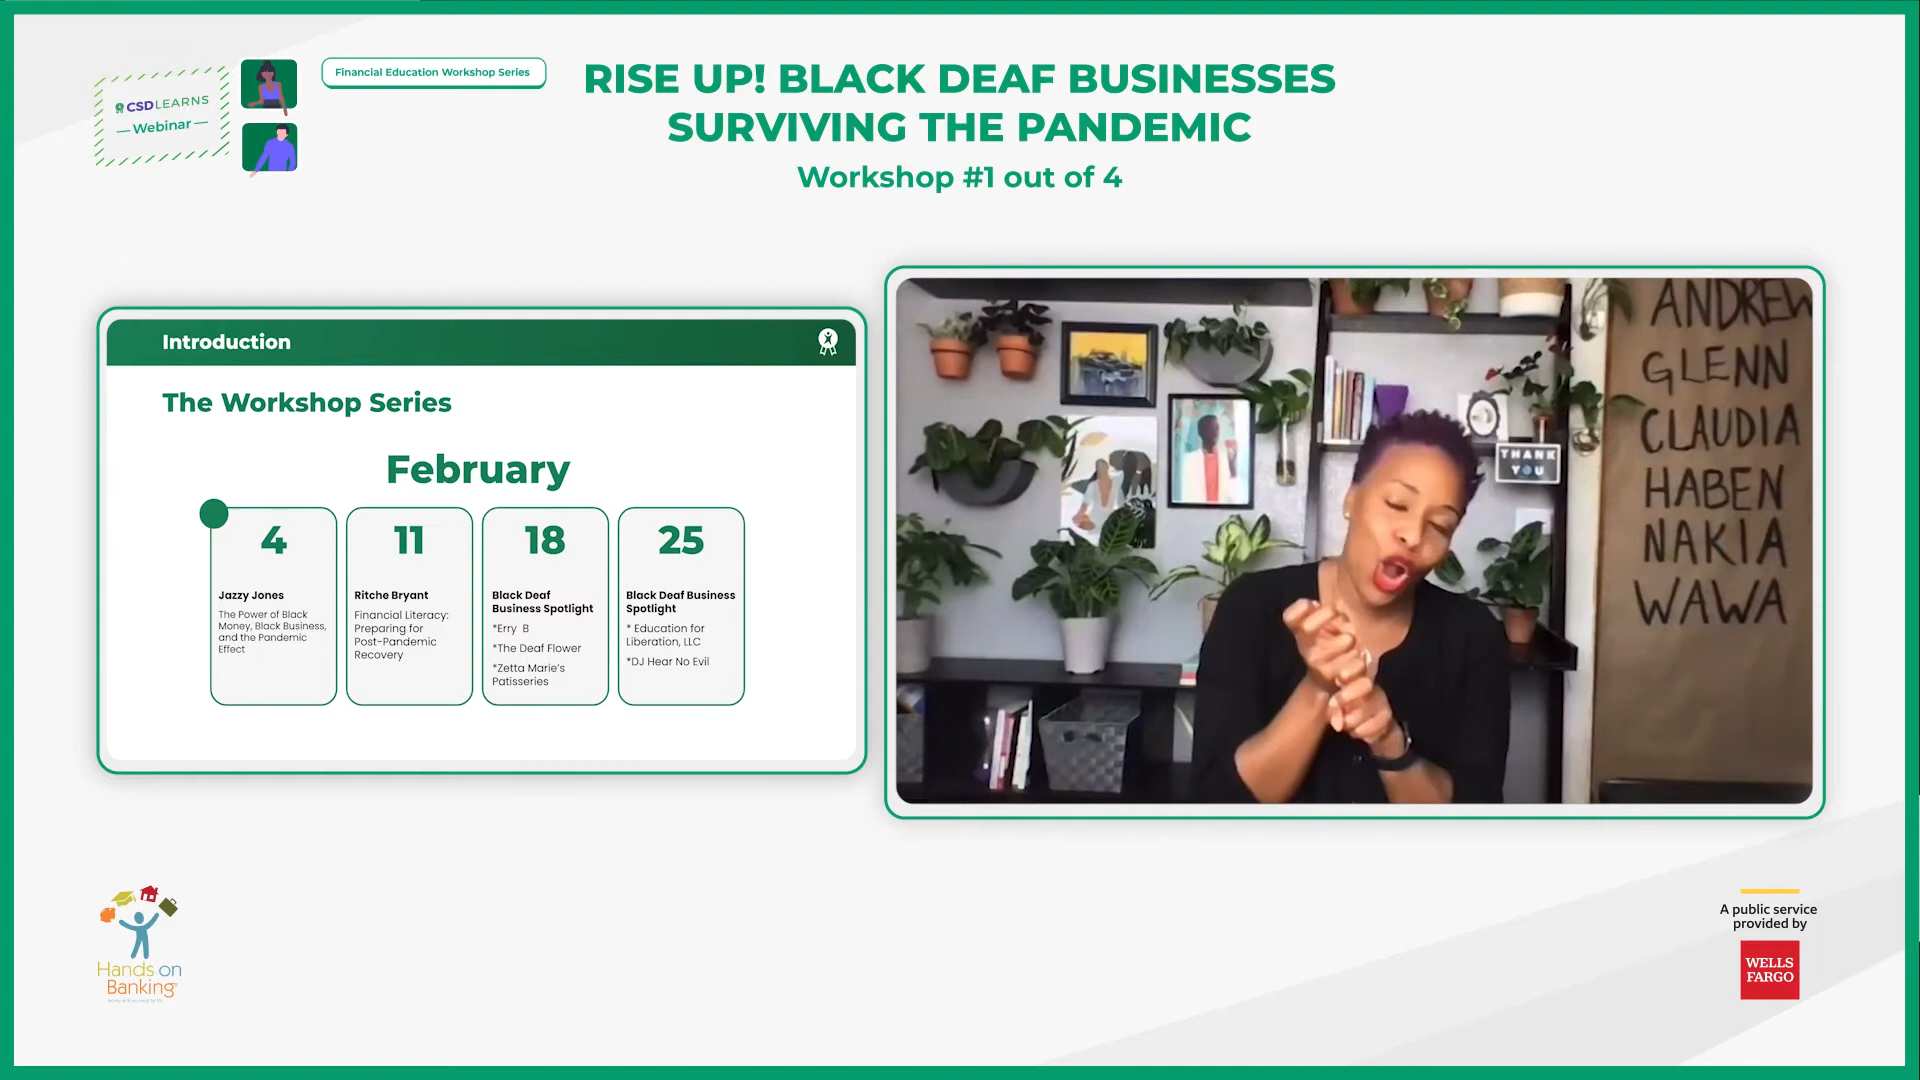 CSDLEARNS
— Webinar —
Financial Education Workshop Series
RISE UP! BLACK DEAF BUSINESSES
SURVIVING THE PANDEMIC
Workshop #1 out of 4
Introduction
The Workshop Series
February
4
Jazzy Jones
The Power of Black
Money, Black Business,
and the Pandemic
Effect
11
Ritche Bryant
Financial Literacy:
Preparing for
Post-Pandemic
Recovery
18
Black Deaf
Business Spotlight
*Erry B
*The Deaf Flower
*Zetta Marie's
Patisseries
25
Black Deaf Business
Spotlight
* Education for
Liberation, LLC
*DJ Hear No Evil
THANK
YOU
ANDREW
GLENN
CLAUDIA
HABEN
NAKIA
WAWA
Hands on
Banking®
A public service
provided by
WELLS
FARGO